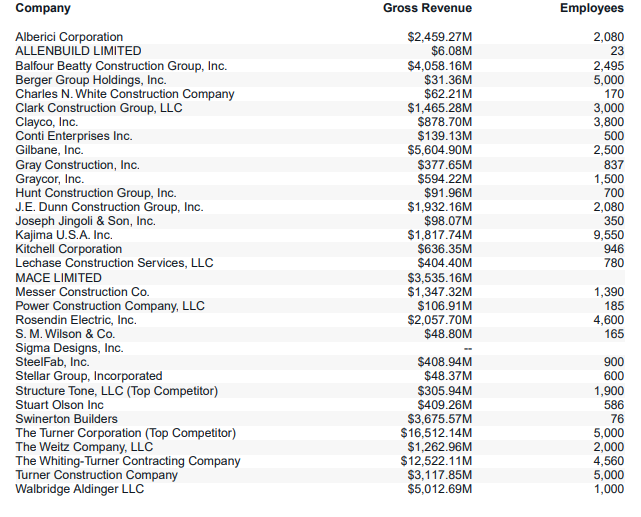 Company Gross Revenue Employees
Alberici Corporation $2,459.27M 2,080
ALLENBUILD LIMITED $6.08M 23
Balfour Beatty Construction Group, Inc. $4,058.16M 2,495
Berger Group Holdings, Inc. $31.36M 5,000
Charles N. White Construction Company $62.21M 170
Clark Construction Group, LLC $1,465.28M 3,000
Clayco, Inc. $878.70M 3,800
Conti Enterprises Inc. $139.13M 500
Gilbane, Inc. $5,604.90M 2,500
Gray Construction, Inc. $377.65M 837
Graycor, Inc. $594.22M 1,500
Hunt Construction Group, Inc. $91.96M 700
J.E. Dunn Construction Group, Inc. $1,932.16M 2,080
Joseph Jingoli & Son, Inc. $98.07M 350
Kajima U.S.A. Inc. $1,817.74M 9,550
Kitchell Corporation $636.35M 946
Lechase Construction Services, LLC $404.40M 780
MACE LIMITED $3,535.16M
Messer Construction Co. $1,347.32M 1,390
Power Construction Company, LLC $106.91M 185
Rosendin Electric, Inc. $2,057.70M 4,600
S. M. Wilson & Co. $48.80M 165
Sigma Designs, Inc. --
SteelFab, Inc. $408.94M 900
Stellar Group, Incorporated $48.37M 600
Structure Tone, LLC (Top Competitor) $305.94M 1,900
Stuart Olson Inc $409.26M 586
Swinerton Builders $3,675.57M 76
The Turner Corporation (Top Competitor) $16,512.14M 5,000
The Weitz Company, LLC $1,262.96M 2,000
The Whiting-Turner Contracting Company $12,522.11M 4,560
Turner Construction Company $3,117.85M 5,000
Walbridge Aldinger LLC $5,012.69M 1,000